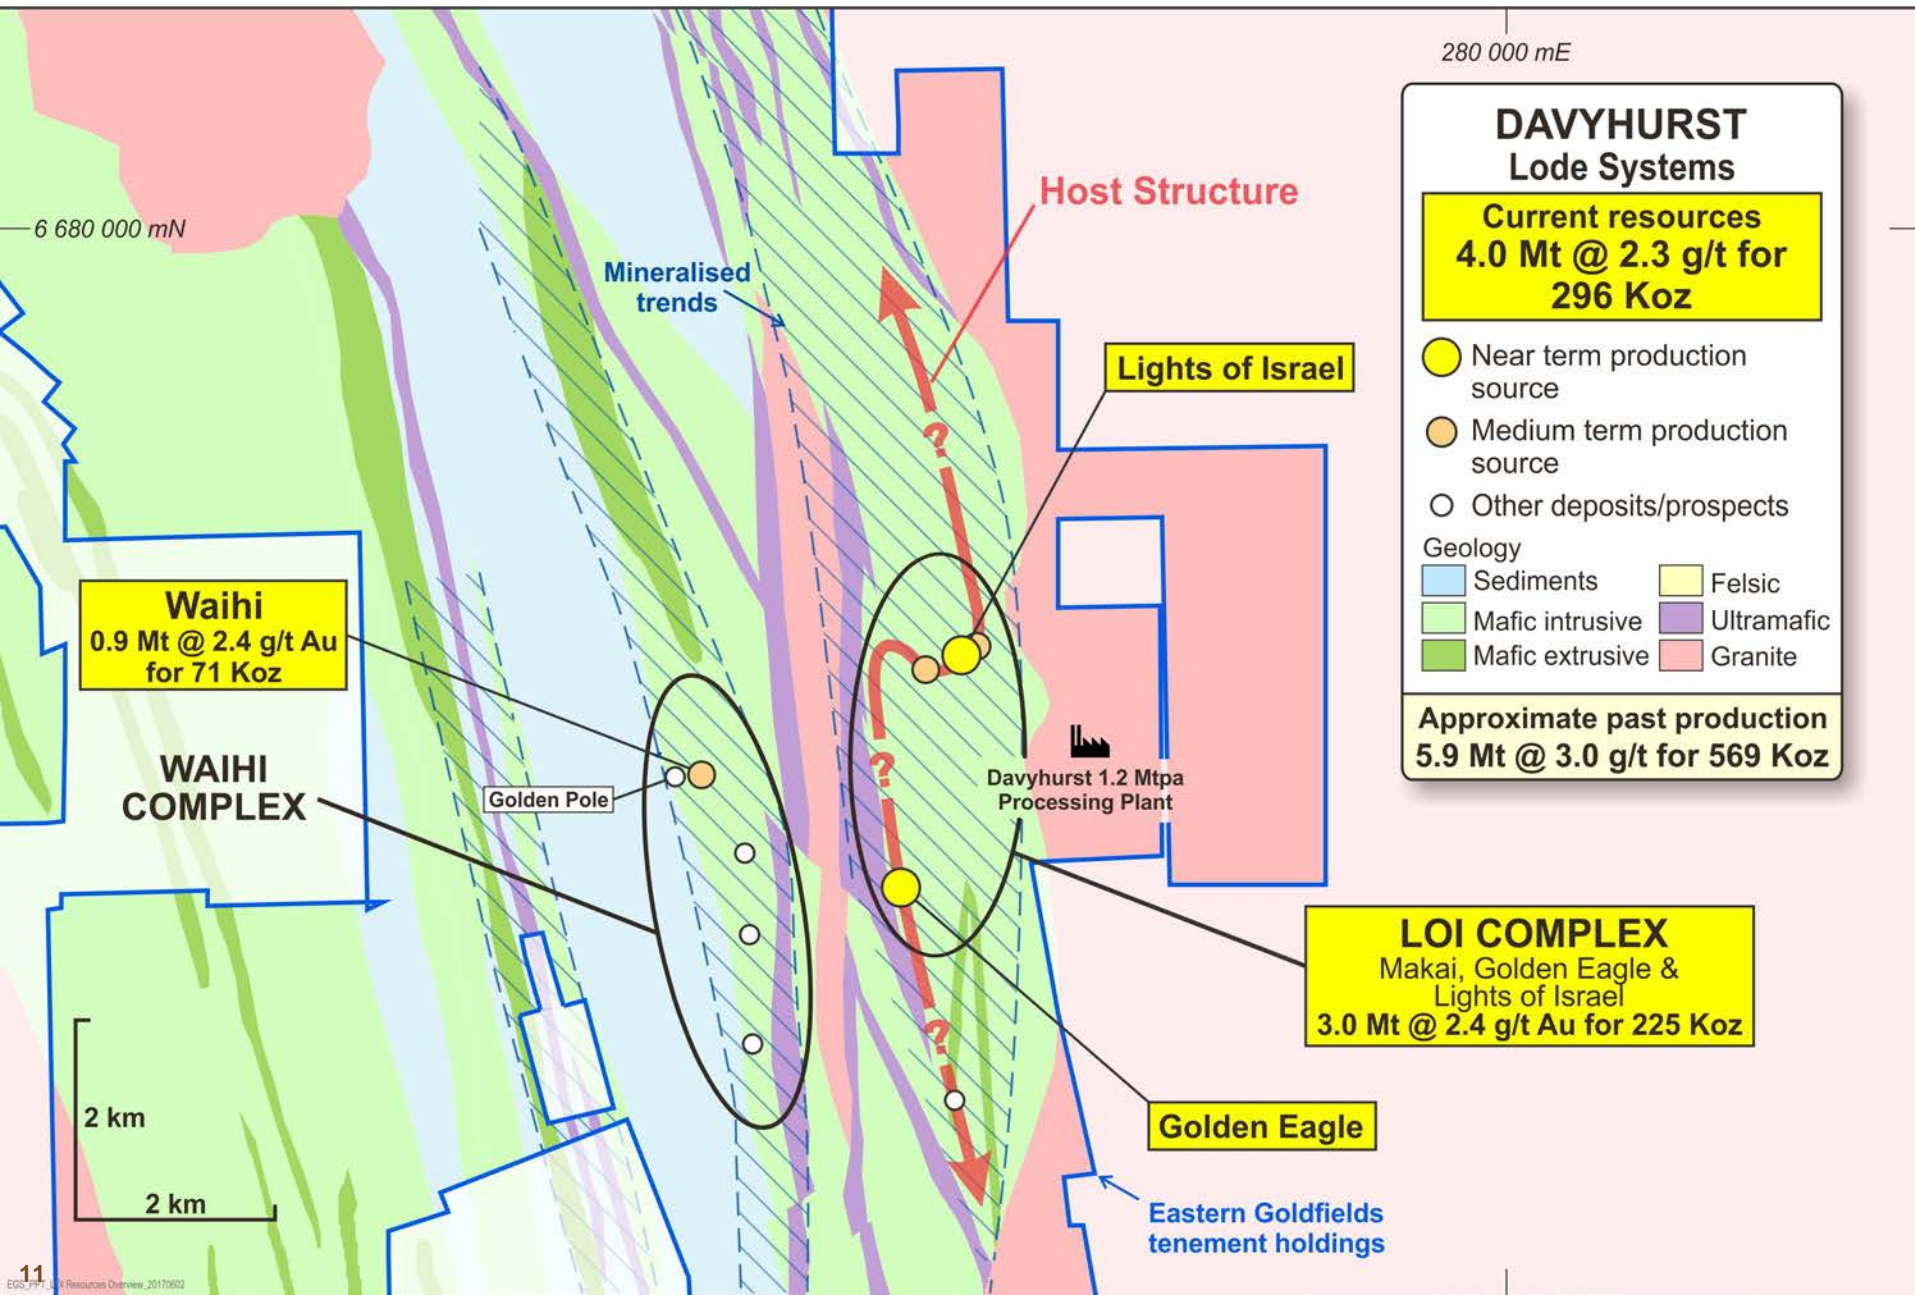 280 000 mE
6 680 000 mN
Host Structure
Mineralised
trends
Lights of Israel
Waihi
0.9 Mt @ 2.4 g/t Au
for 71 Koz
WAIHI
COMPLEX
Golden Pole
?
?
?
Davyhurst 1.2 Mtpa
Processing Plant
LOI COMPLEX
Makai, Golden Eagle &
Lights of Israel
3.0 Mt @ 2.4 g/t Au for 225 Koz
Golden Eagle
Eastern Goldfields
tenement holdings
2 km
2 km
DAVYHURST
Lode Systems
Current resources
4.0 Mt @ 2.3 g/t for
296 Koz
Near term production
source
Medium term production
source
Other deposits/prospects
Geology
Sediments
Felsic
Mafic intrusive
Ultramafic
Mafic extrusive
Granite
Approximate past production
5.9 Mt @ 3.0 g/t for 569 Koz
11
Resources Overview_20170602